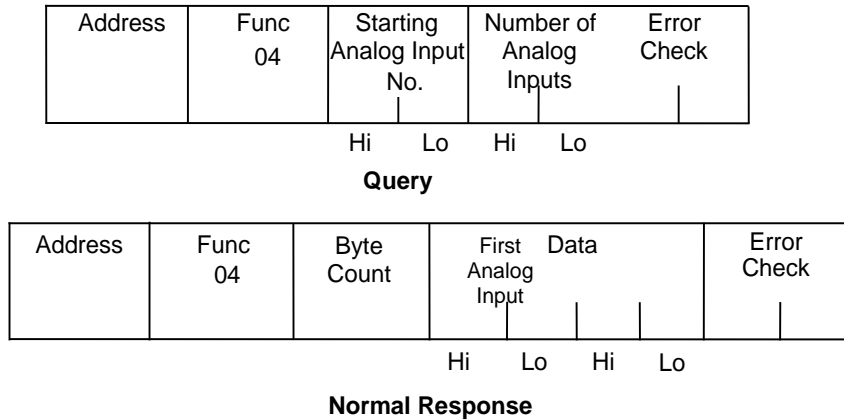 Address
Func
04
Starting
Analog Input
No.
Number of
Analog
Inputs
Error
Check
Hi Lo Hi Lo
Query
Address
Func
04
Byte
Count
First
Analog
Input
Data
Error
Check
Hi Lo Hi Lo
Normal Response